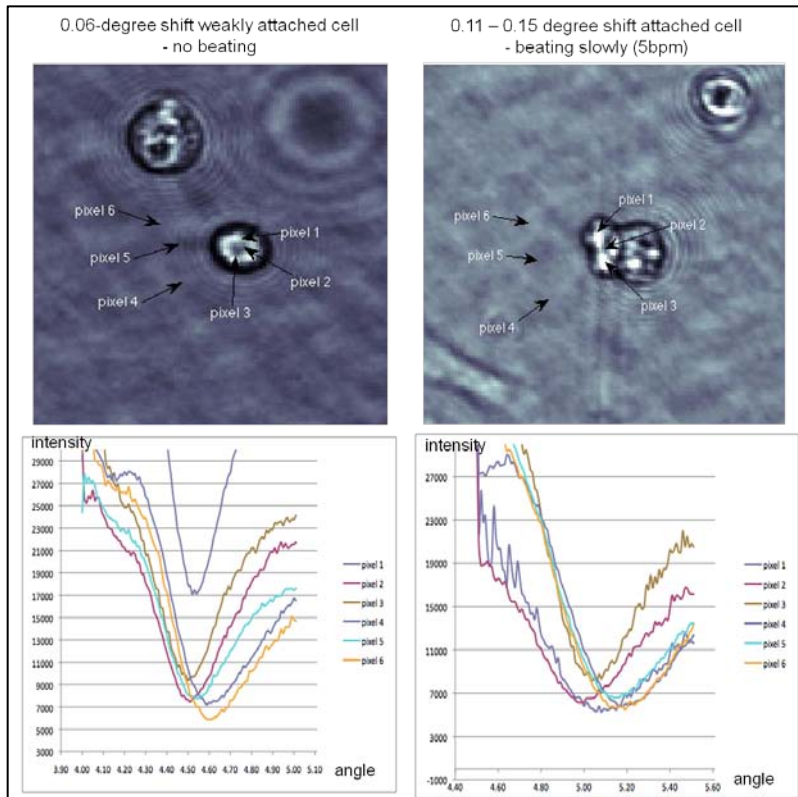 0.06-degree shift weakly attached cell
- no beating
0.11 – 0.15 degree shift attached cell
- beating slowly (5bpm)
pixel 6
pixel 5
pixel 4
pixel 1
pixel 2
pixel 3
pixel 6
pixel 5
pixel 4
pixel 1
pixel 2
pixel 3
intensity
29000
27000
25000
23000
21000
19000
17000
15000
13000
11000
9000
7000
5000
3000
3.90 4.00 4.10 4.20 4.30 4.40 4.50 4.60 4.70 4.80 4.90 5.00 5.10
angle
pixel 1
pixel 2
pixel 3
pixel 4
pixel 5
pixel 6
intensity
27000
23000
19000
15000
11000
7000
3000
-1000
4.40 4.60 4.80 5.00 5.20 5.40 5.60
angle
pixel 1
pixel 2
pixel 3
pixel 4
pixel 5
pixel 6